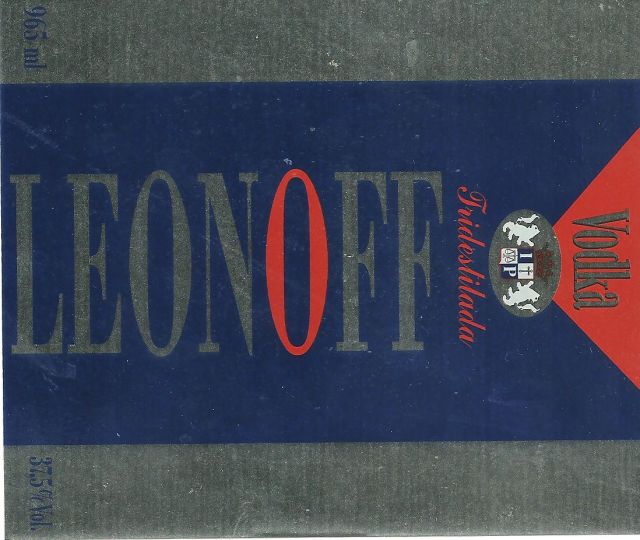 Vodka
I
P
Tridestilada
LEONOFF
965 ml 37,5%Vol.